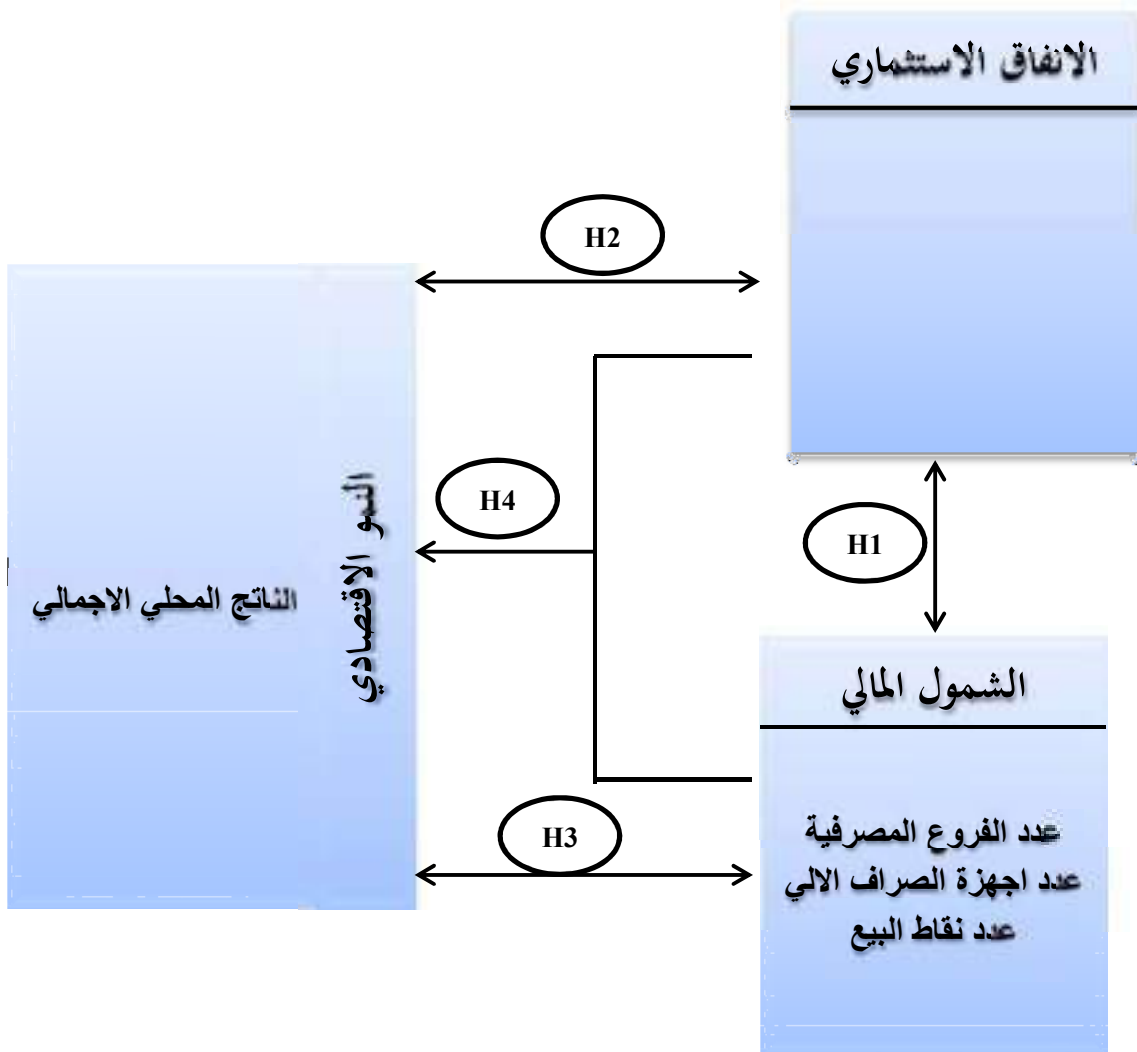 الانفاق الاستثماري
H2
H4
النمو الاقتصادي
H1
الناتج المحلي الاجمالي
الشمول المالي
H3
عدد الفروع المصرفية
عدد اجهزة الصراف الالي
عدد نقاط البيع